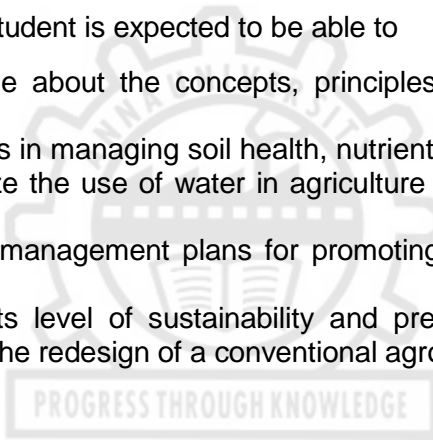 tudent is expected to be able to
e about the concepts, principles
s in managing soil health, nutrient
te the use of water in agriculture
management plans for promoting
ts level of sustainability and pre
he redesign of a conventional agro
PROGRESS THROUGH KNOWLEDGE